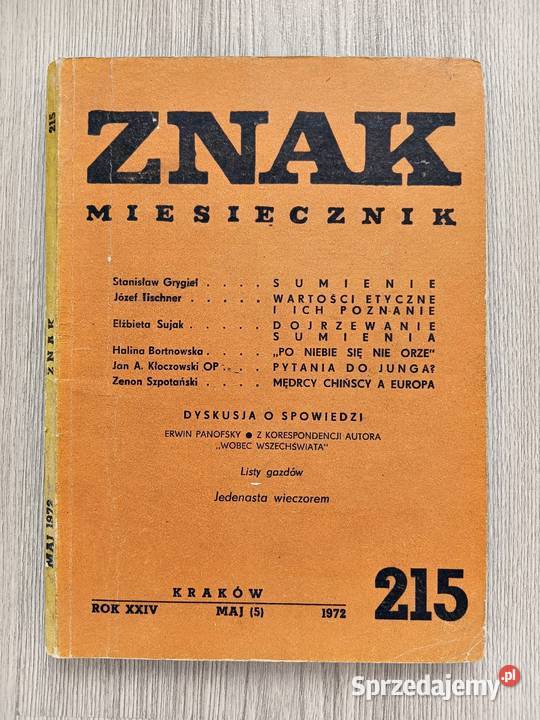 ZNAK
MIESIĘCZNIK
Stanisław Grygiel . . . . SUMIENIE
Józef Tischner . . . . . WARTOŚCI ETYCZNE
I ICH POZNANIE
Elżbieta Sujak . . . . . DOJRZEWANIE
SUMIENIA
Halina Bortnowska . . . . „PO NIEBIE SIĘ NIE ORZE"
Jan A. Kłoczowski OP . . . PYTANIA DO JUNGA?
Zenon Szpotański . . . . MĘDRCY CHIŃSCY A EUROPA
DYSKUSJA O SPOWIEDZI
ERWIN PANOFSKY ● Z KORESPONDENCJI AUTORA
„WOBEC WSZECHŚWIATA"
Listy gazdów
Jedenasta wieczorem
KRAKÓW
ROK XXIV MAJ (5) 1972
215
215
ZNAK
MAJ 1972
Sprzedajemy.pl